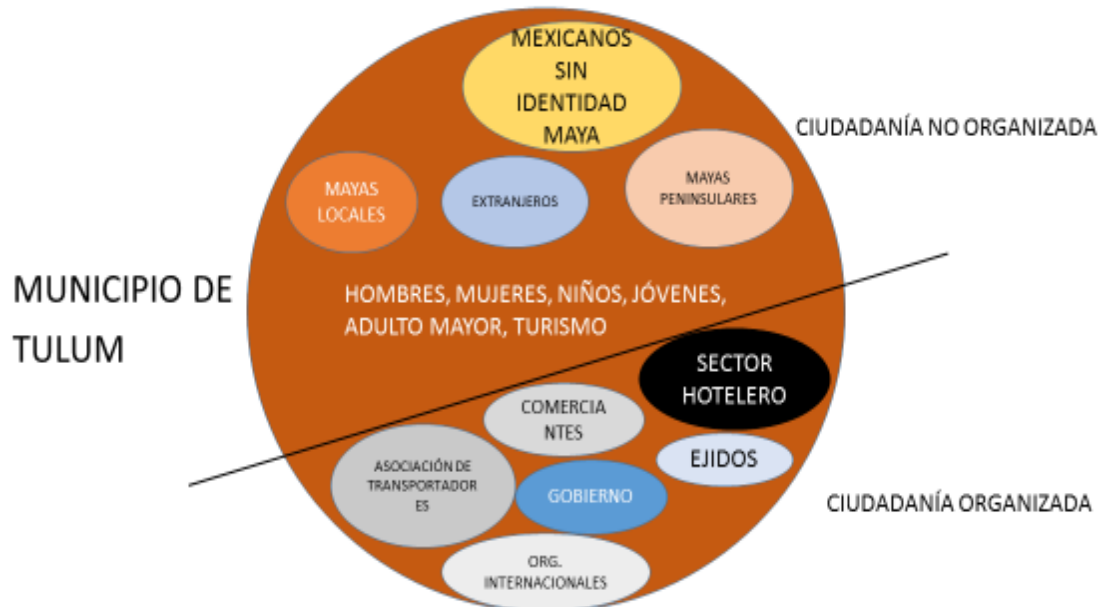 MEXICANOS
SIN
IDENTIDAD
MAYA
CIUDADANÍA NO ORGANIZADA
MAYAS
LOCALES
EXTRANJEROS
MAYAS
PENINSULARES
MUNICIPIO DE
TULUM
HOMBRES, MUJERES, NIÑOS, JÓVENES,
ADULTO MAYOR, TURISMO
SECTOR
HOTELERO
COMERCIA
NTES
EJIDOS
ASOCIACIÓN DE
TRANSPORTADOR
ES
GOBIERNO
CIUDADANÍA ORGANIZADA
ORG.
INTERNACIONALES